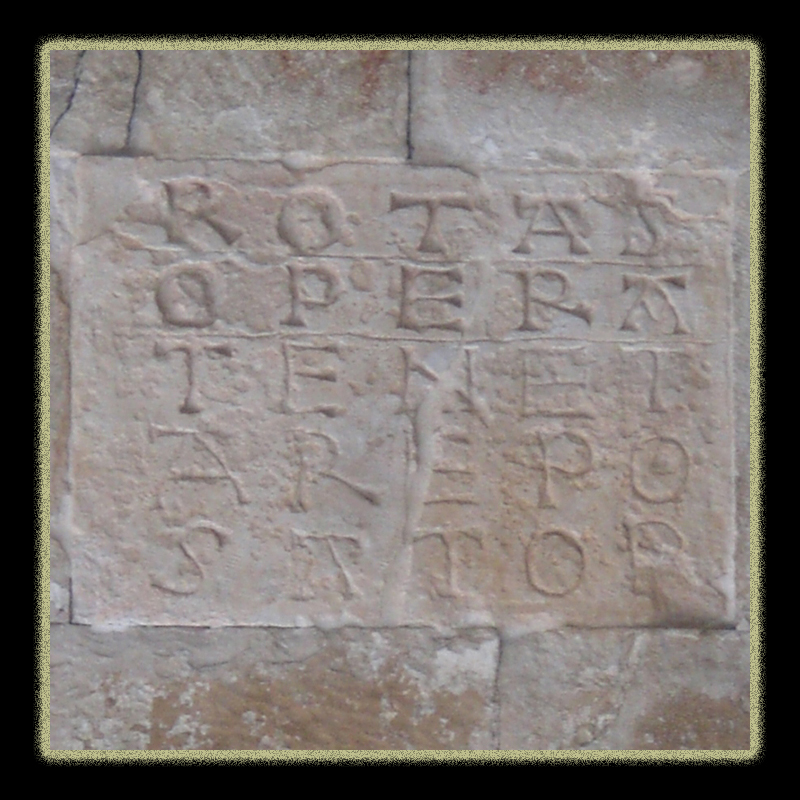 ROTAS
OPERA
TENET
AREPO
SATOR